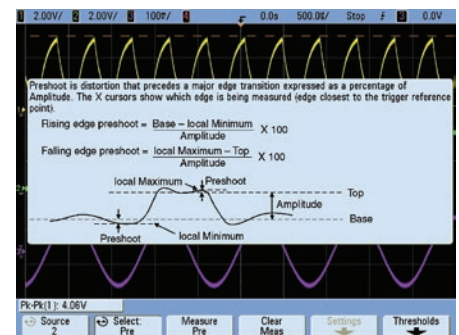 1 2.00V/ 2 2.00V/ 3 100▽/ 4 0.0s 500.0▽/ Stop 3 0.0V
Preshoot is distortion that precedes a major edge transition expressed as a percentage of
Amplitude. The X cursors show which edge is being measured (edge closest to the trigger reference
point).
Rising edge preshoot = Base – local Minimum
Amplitude
X 100
Falling edge preshoot = local Maximum – Top
Amplitude
X 100
local Maximum
Preshoot
Top
Amplitude
Base
Preshoot
local Minimum
Pk-Pk(1): 4.06V
Source
2
Select:
Pre
Measure
Pre
Clear
Meas
Settings
Thresholds